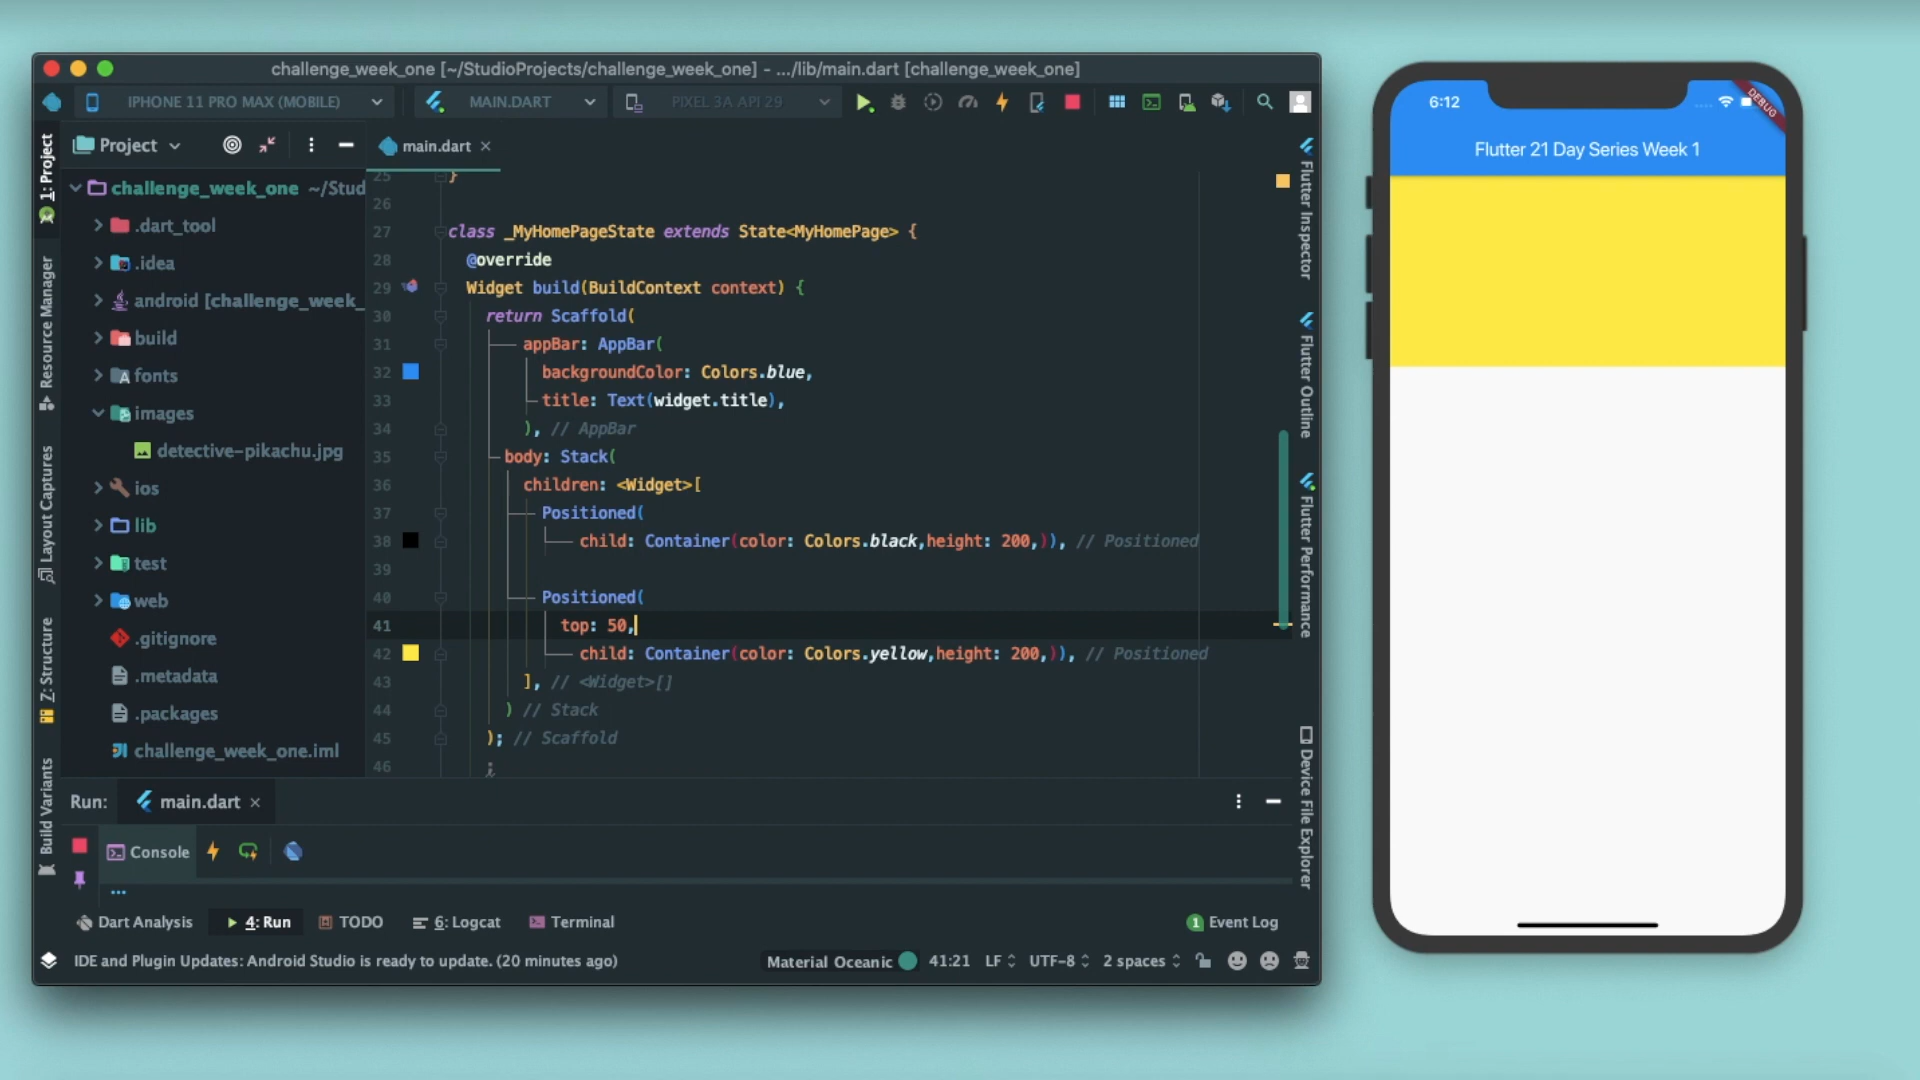 challenge_week_one [~/StudioProjects/challenge_week_one] - .../lib/main.dart [challenge_week_one]
IPHONE 11 PRO MAX (MOBILE)
MAIN.DART
PIXEL 3A API 29
1: Project
Resource Manager
Layout Captures
7: Structure
Build Variants
Project
challenge_week_one ~/Stud
.dart_tool
.idea
android [challenge_week_
build
fonts
images
detective-pikachu.jpg
ios
lib
test
web
.gitignore
.metadata
.packages
challenge_week_one.iml
main.dart
25 }
26
27 class _MyHomePageState extends State<MyHomePage> {
28 @override
29 Widget build(BuildContext context) {
30 return Scaffold(
31 appBar: AppBar(
32 backgroundColor: Colors.blue,
33 title: Text(widget.title),
34 ), // AppBar
35 body: Stack(
36 children: <Widget>[
37 Positioned(
38 child: Container(color: Colors.black,height: 200,)), // Positioned
39
40 Positioned(
41 top: 50,
42 child: Container(color: Colors.yellow,height: 200,)), // Positioned
43 ], // <Widget>[]
44 ) // Stack
45 ); // Scaffold
46 ;
Flutter Inspector
Flutter Outline
Flutter Performance
Device File Explorer
Run: main.dart
Console
...
Dart Analysis
4: Run
TODO
6: Logcat
Terminal
1 Event Log
IDE and Plugin Updates: Android Studio is ready to update. (20 minutes ago)
Material Oceanic
41:21
LF
UTF-8
2 spaces
6:12
DEBUG
Flutter 21 Day Series Week 1